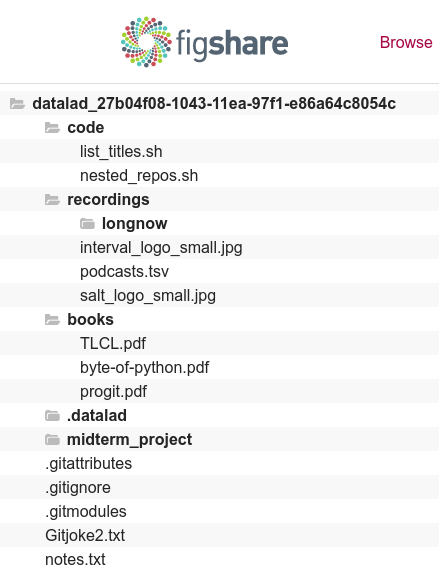 figshare
Browse
datalad_27b04f08-1043-11ea-97f1-e86a64c8054c
code
list_titles.sh
nested_repos.sh
recordings
longnow
interval_logo_small.jpg
podcasts.tsv
salt_logo_small.jpg
books
TLCL.pdf
byte-of-python.pdf
progit.pdf
.datalad
midterm_project
.gitattributes
.gitignore
.gitmodules
Gitjoke2.txt
notes.txt